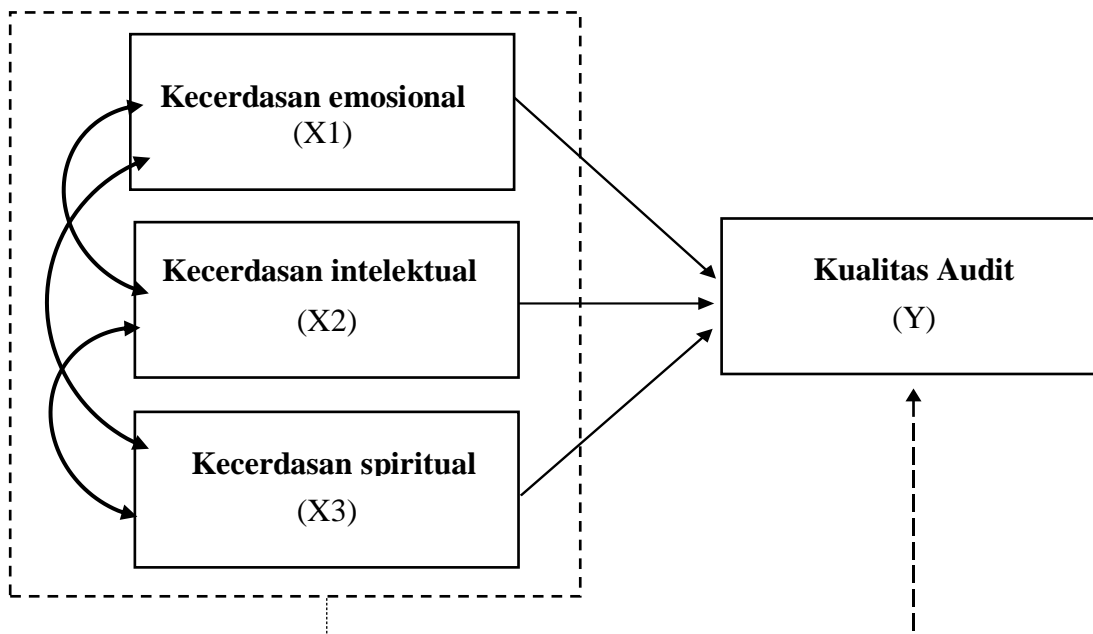 Kecerdasan emosional
(X1)
Kecerdasan intelektual
(X2)
Kecerdasan spiritual
(X3)
Kualitas Audit
(Y)